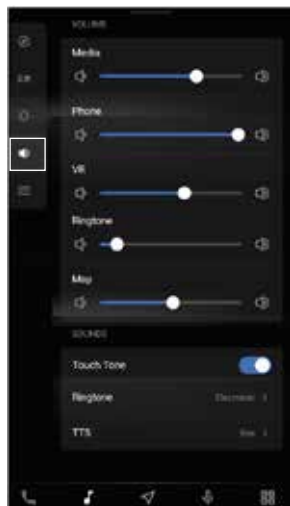 VOLUME
Media
Phone
VR
Ringtone
Map
SOUNDS
Touch Tone
Ringtone
TTS